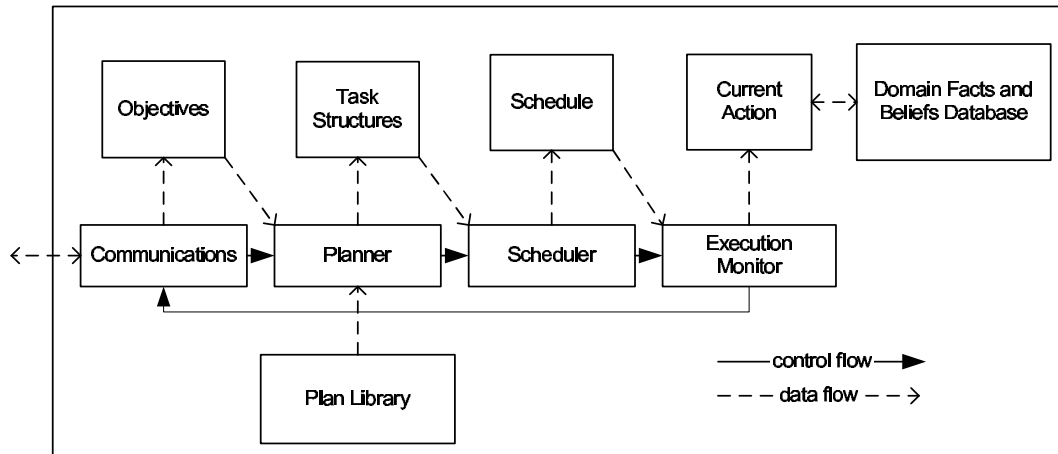 Objectives
Task
Structures
Schedule
Current
Action
Domain Facts and
Beliefs Database
Communications
Planner
Scheduler
Execution
Monitor
Plan Library
control flow
data flow